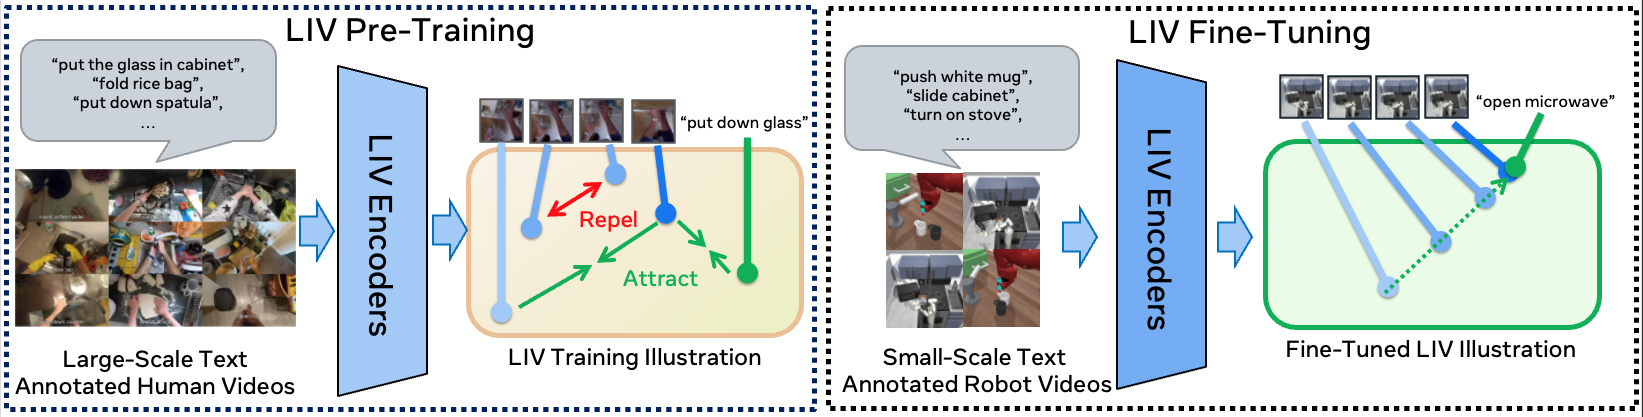 LIV Pre-Training
“put the glass in cabinet”,
“fold rice bag”,
“put down spatula”,
...
LIV Encoders
“put down glass”
Repel
Attract
Large-Scale Text
Annotated Human Videos
LIV Training Illustration
LIV Fine-Tuning
“push white mug”,
“slide cabinet”,
“turn on stove”,
...
LIV Encoders
“open microwave”
Small-Scale Text
Annotated Robot Videos
Fine-Tuned LIV Illustration